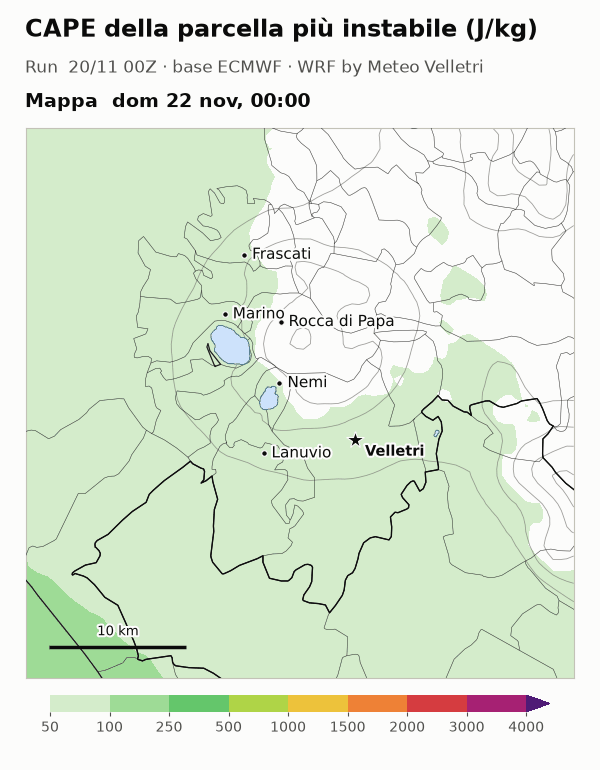 CAPE della parcella più instabile (J/kg)
Run  20/11 00Z · base ECMWF · WRF by Meteo Velletri
Mappa  dom 22 nov, 00:00
Frascati
Marino
Rocca di Papa
Nemi
Velletri
Lanuvio
10 km
50 100 250 500 1000 1500 2000 3000 4000